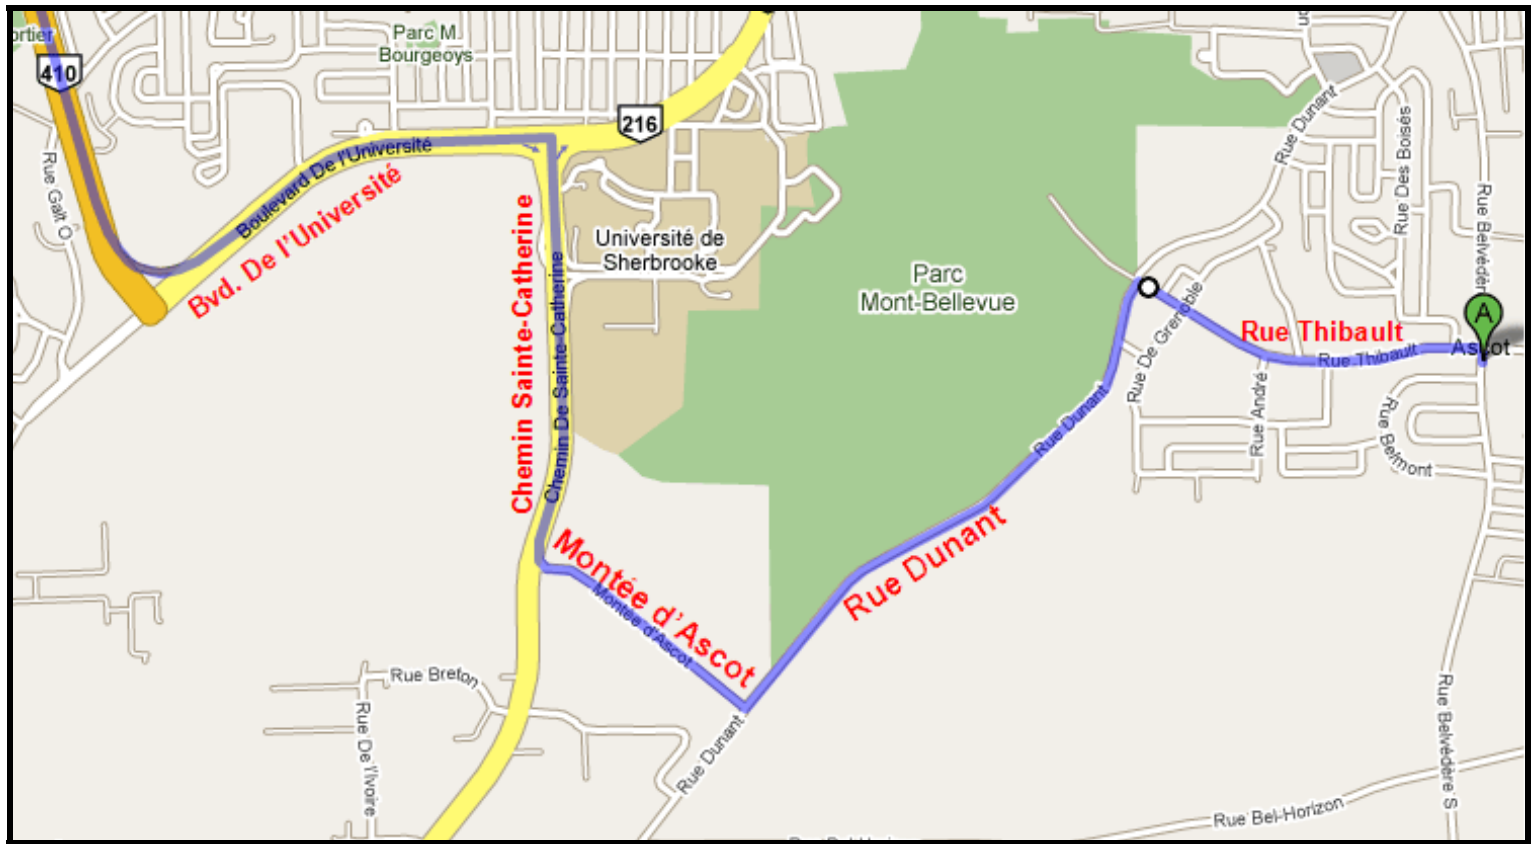 ortier
Parc M.
Bourgeoys
410
216
Rue Galt O
Boulevard De l'Université
Bvd. De l'Université
Chemin Sainte-Catherine
Chemin De Sainte-Catherine
Université de
Sherbrooke
Parc
Mont-Bellevue
Rue Dunant
Rue Des Boisés
Rue Belvédèr
A
Ascot
Rue Thibault
Rue Thibault
Rue De Grenoble
Rue André
Rue Belmont
Rue Dunant
Rue Dunant
Montée d'Ascot
Montée d'Ascot
Rue Dunant
Rue Breton
Rue De l'Ivoire
Rue Belvédère S
Rue Bel-Horizon